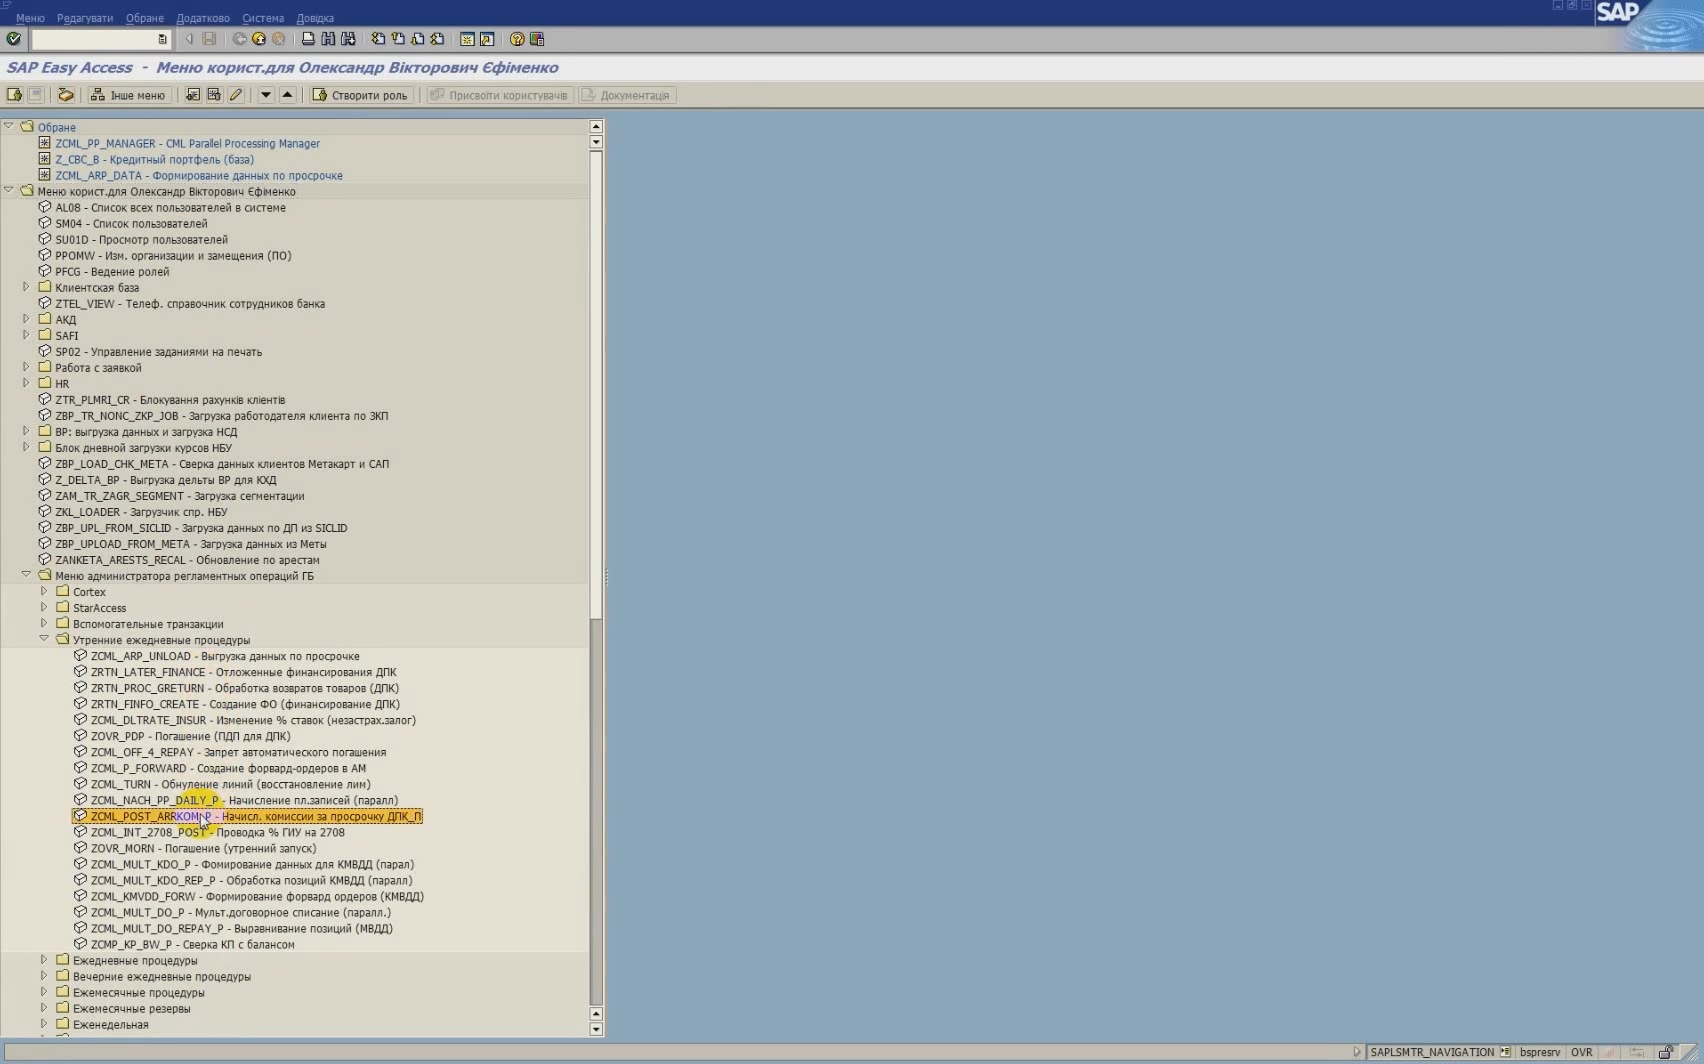 Меню Редагувати Обране Додатково Система Довідка
SAP
SAP Easy Access - Меню корист.для Олександр Вікторович Єфіменко
Інше меню Створити роль Присвоїти користувачів Документація
Обране
ZCML_PP_MANAGER - CML Parallel Processing Manager
Z_CBC_B - Кредитный портфель (база)
ZCML_ARP_DATA - Формирование данных по просрочке
Меню корист.для Олександр Вікторович Єфіменко
AL08 - Список всех пользователей в системе
SM04 - Список пользователей
SU01D - Просмотр пользователей
PPOMW - Изм. организации и замещения (ПО)
PFCG - Ведение ролей
Клиентская база
ZTEL_VIEW - Телеф. справочник сотрудников банка
АКД
SAFI
SP02 - Управление заданиями на печать
Работа с заявкой
HR
ZTR_PLMRI_CR - Блокування рахунків клієнтів
ZBP_TR_NONC_ZKP_JOB - Загрузка работодателя клиента по ЗКП
BP: выгрузка данных и загрузка НСД
Блок дневной загрузки курсов НБУ
ZBP_LOAD_CHK_META - Сверка данных клиентов Метакарт и САП
Z_DELTA_BP - Выгрузка дельты BP для КХД
ZAM_TR_ZAGR_SEGMENT - Загрузка сегментации
ZKL_LOADER - Загрузчик спр. НБУ
ZBP_UPL_FROM_SICLID - Загрузка данных по ДП из SICLID
ZBP_UPLOAD_FROM_META - Загрузка данных из Меты
ZANKETA_ARESTS_RECAL - Обновление по арестам
Меню администратора регламентных операций ГБ
Cortex
StarAccess
Вспомогательные транзакции
Утренние ежедневные процедуры
ZCML_ARP_UNLOAD - Выгрузка данных по просрочке
ZRTN_LATER_FINANCE - Отложенные финансирования ДПК
ZRTN_PROC_GRETURN - Обработка возвратов товаров (ДПК)
ZRTN_FINFO_CREATE - Создание ФО (финансирование ДПК)
ZCML_DLTRATE_INSUR - Изменение % ставок (незастрах.залог)
ZOVR_PDP - Погашение (ПДП для ДПК)
ZCML_OFF_4_REPAY - Запрет автоматического погашения
ZCML_P_FORWARD - Создание форвард-ордеров в АМ
ZCML_TURN - Обнуление линий (восстановление лим)
ZCML_NACH_PP_DAILY_P - Начисление пл.записей (паралл)
ZCML_POST_ARRKOM_P - Начисл. комиссии за просрочку ДПК_П
ZCML_INT_2708_POST - Проводка % ГИУ на 2708
ZOVR_MORN - Погашение (утренний запуск)
ZCML_MULT_KDO_P - Фомирование данных для КМВДД (парал)
ZCML_MULT_KDO_REP_P - Обработка позиций КМВДД (паралл)
ZCML_KMVDD_FORW - Формирование форвард ордеров (КМВДД)
ZCML_MULT_DO_P - Мульт.договорное списание (паралл.)
ZCML_MULT_DO_REPAY_P - Выравнивание позиций (МВДД)
ZCMP_KP_BW_P - Сверка КП с балансом
Ежедневные процедуры
Вечерние ежедневные процедуры
Ежемесячные процедуры
Ежемесячные резервы
Еженедельная
SAPLSMTR_NAVIGATION bspresrv OVR